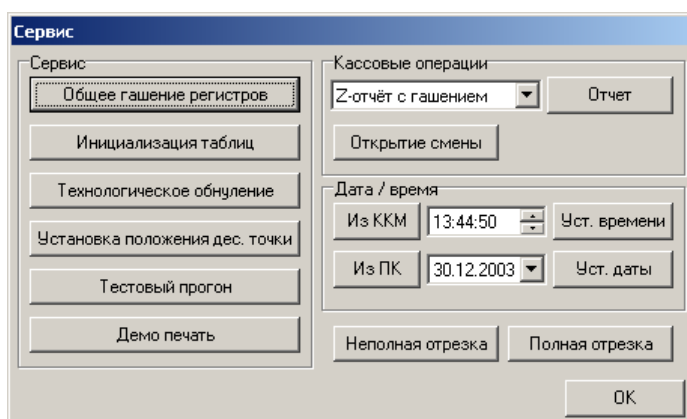 Сервис
Сервис
Общее гашение регистров
Инициализация таблиц
Технологическое обнуление
Установка положения дес. точки
Тестовый прогон
Демо печать
Кассовые операции
Z-отчёт с гашением
Отчет
Открытие смены
Дата / время
Из ККМ 13:44:50 Уст. времени
Из ПК 30.12.2003 Уст. даты
Неполная отрезка Полная отрезка
OK